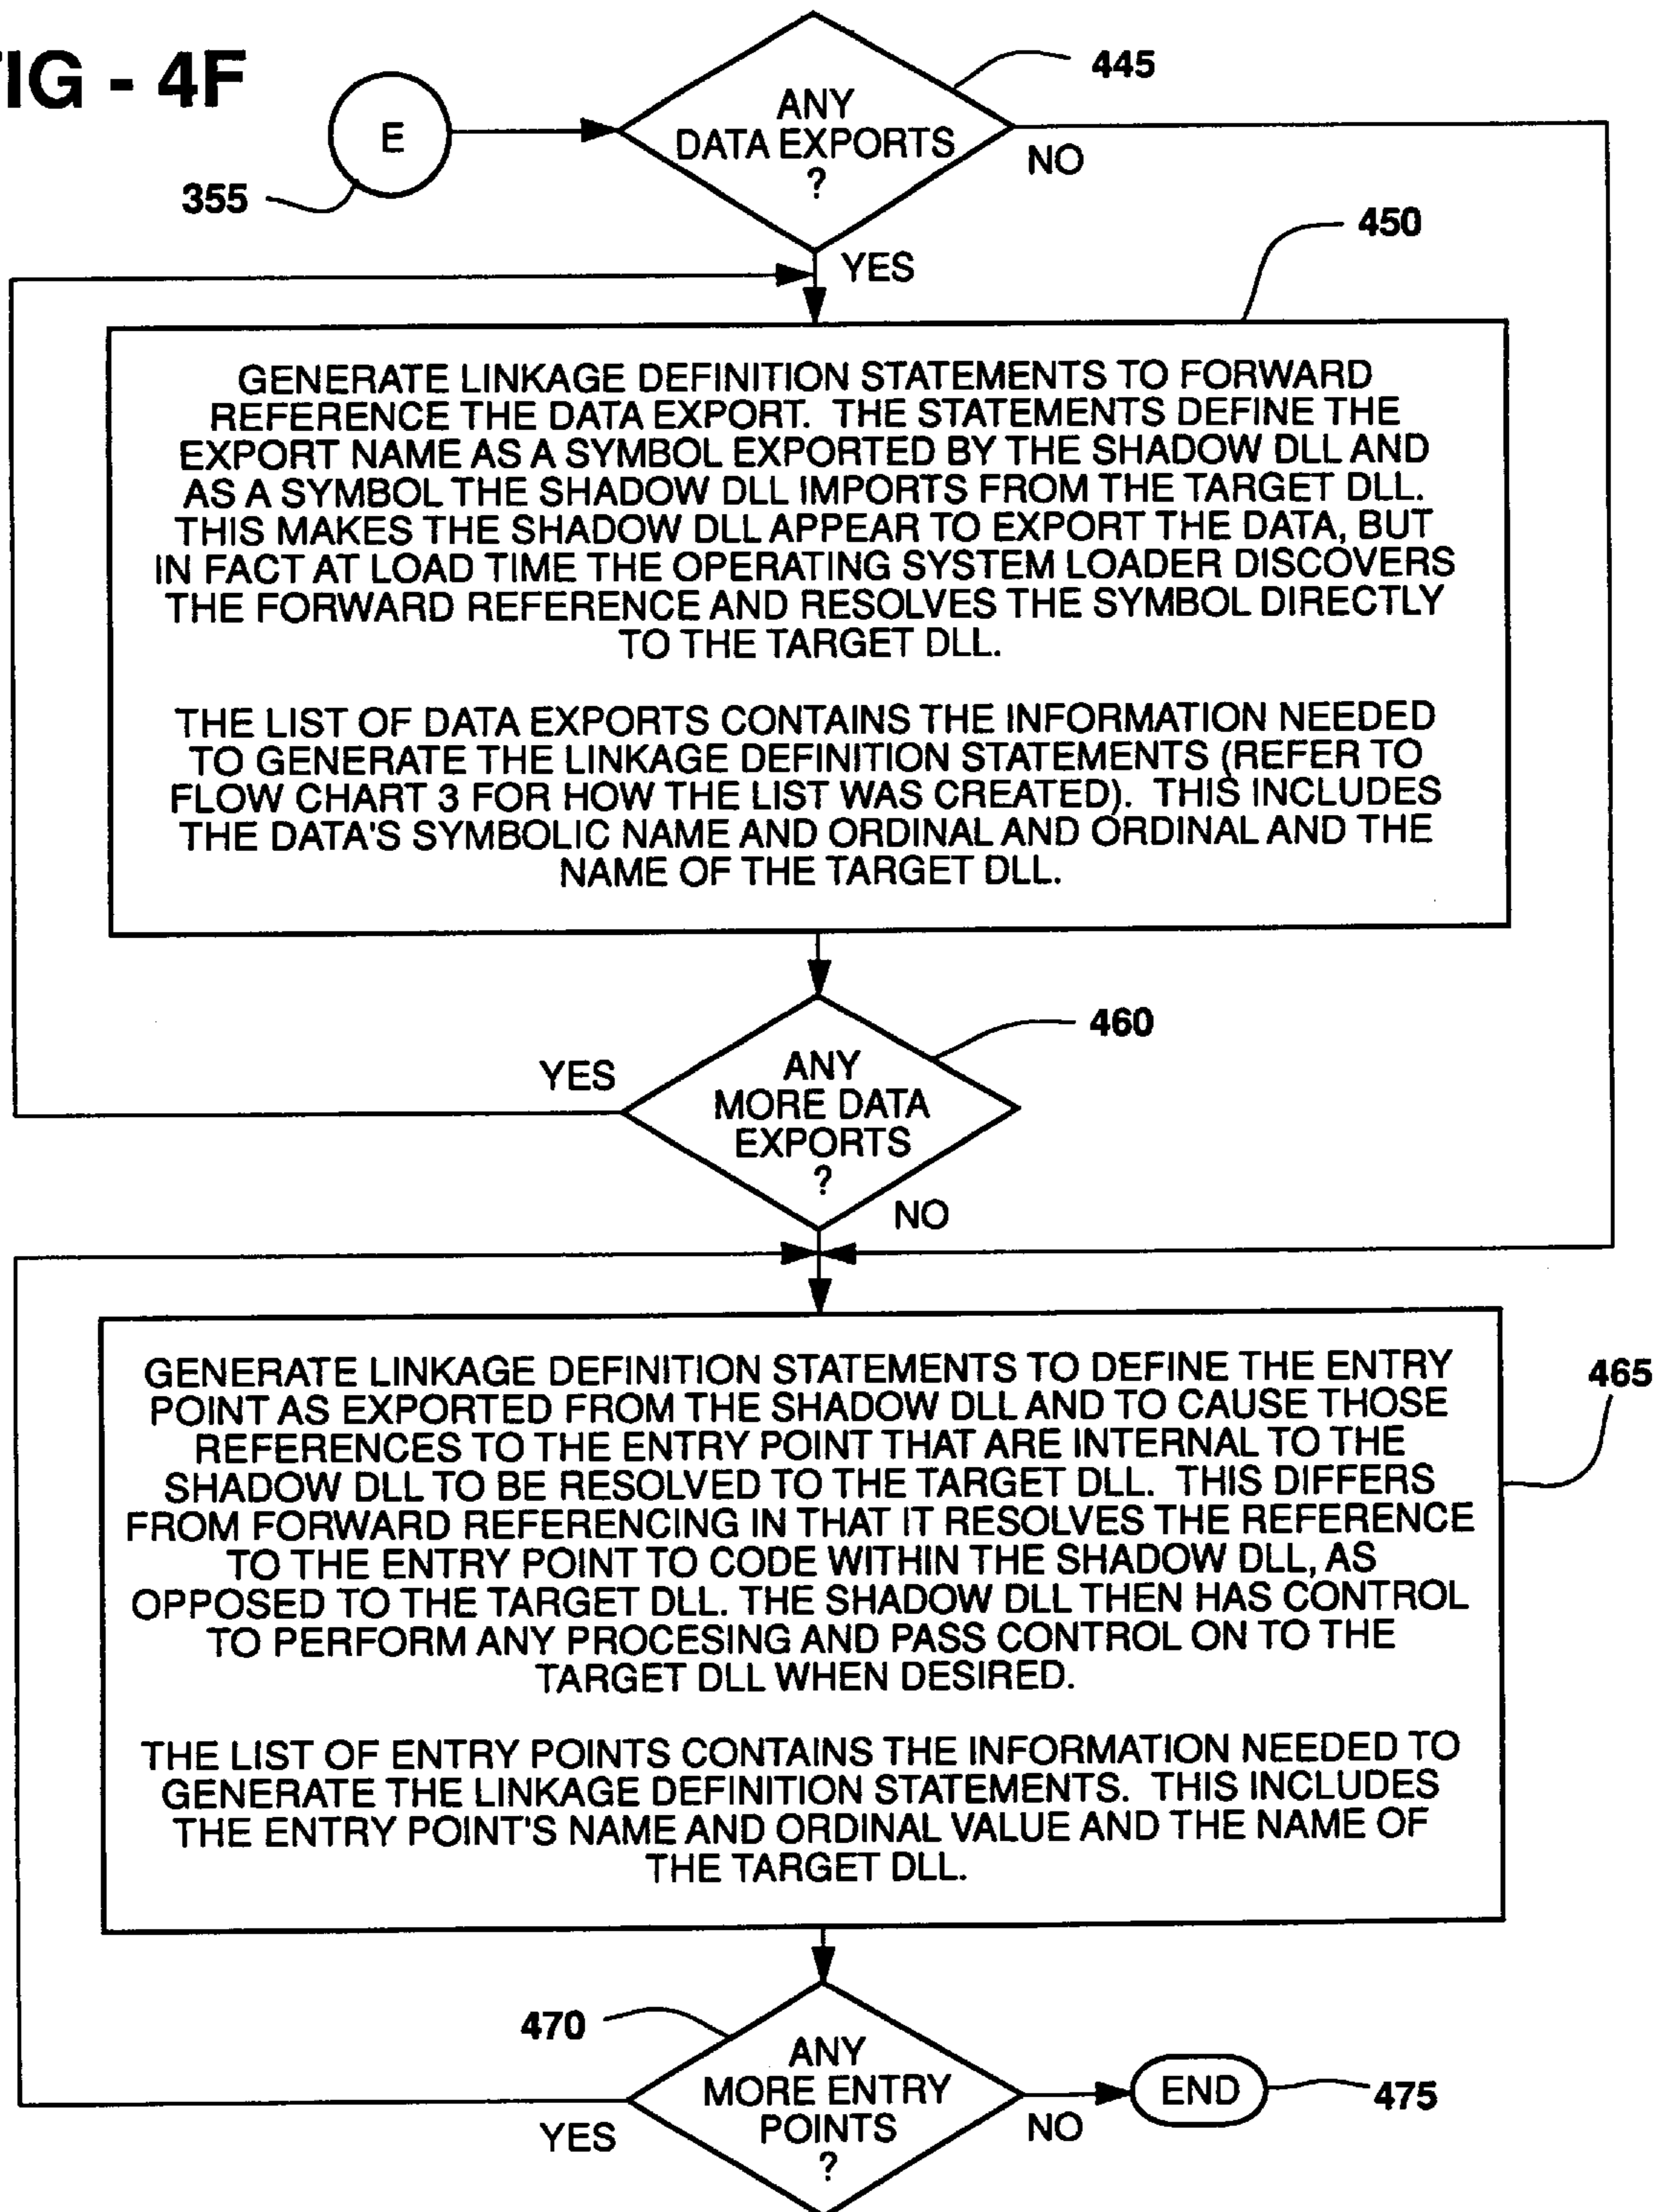 FIG - 4F
E
355
ANY
DATA EXPORTS
?
445
NO
YES
450
GENERATE LINKAGE DEFINITION STATEMENTS TO FORWARD
REFERENCE THE DATA EXPORT. THE STATEMENTS DEFINE THE
EXPORT NAME AS A SYMBOL EXPORTED BY THE SHADOW DLL AND
AS A SYMBOL THE SHADOW DLL IMPORTS FROM THE TARGET DLL.
THIS MAKES THE SHADOW DLL APPEAR TO EXPORT THE DATA, BUT
IN FACT AT LOAD TIME THE OPERATING SYSTEM LOADER DISCOVERS
THE FORWARD REFERENCE AND RESOLVES THE SYMBOL DIRECTLY
TO THE TARGET DLL.
THE LIST OF DATA EXPORTS CONTAINS THE INFORMATION NEEDED
TO GENERATE THE LINKAGE DEFINITION STATEMENTS (REFER TO
FLOW CHART 3 FOR HOW THE LIST WAS CREATED). THIS INCLUDES
THE DATA'S SYMBOLIC NAME AND ORDINAL AND ORDINAL AND THE
NAME OF THE TARGET DLL.
460
YES
ANY
MORE DATA
EXPORTS
?
NO
GENERATE LINKAGE DEFINITION STATEMENTS TO DEFINE THE ENTRY
POINT AS EXPORTED FROM THE SHADOW DLL AND TO CAUSE THOSE
REFERENCES TO THE ENTRY POINT THAT ARE INTERNAL TO THE
SHADOW DLL TO BE RESOLVED TO THE TARGET DLL. THIS DIFFERS
FROM FORWARD REFERENCING IN THAT IT RESOLVES THE REFERENCE
TO THE ENTRY POINT TO CODE WITHIN THE SHADOW DLL, AS
OPPOSED TO THE TARGET DLL. THE SHADOW DLL THEN HAS CONTROL
TO PERFORM ANY PROCESING AND PASS CONTROL ON TO THE
TARGET DLL WHEN DESIRED.
THE LIST OF ENTRY POINTS CONTAINS THE INFORMATION NEEDED TO
GENERATE THE LINKAGE DEFINITION STATEMENTS. THIS INCLUDES
THE ENTRY POINT'S NAME AND ORDINAL VALUE AND THE NAME OF
THE TARGET DLL.
465
470
ANY
MORE ENTRY
POINTS
?
YES
NO
END
475